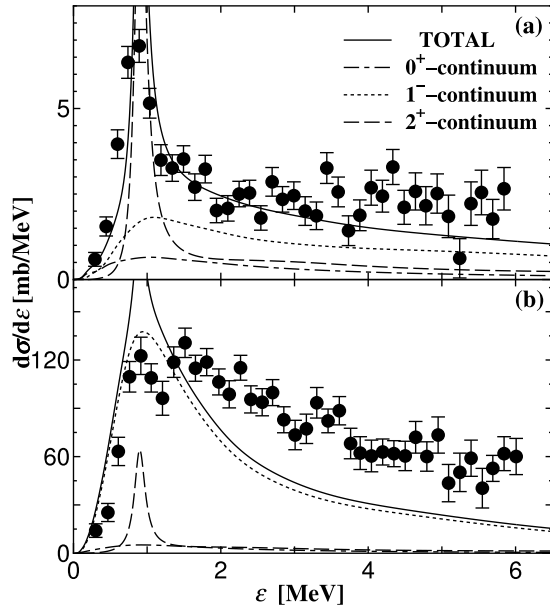 (a)
TOTAL
0+−continuum
1−−continuum
2+−continuum
5
0
dσ/dε [mb/MeV]
(b)
120
60
0
0 2 4 6
ε [MeV]